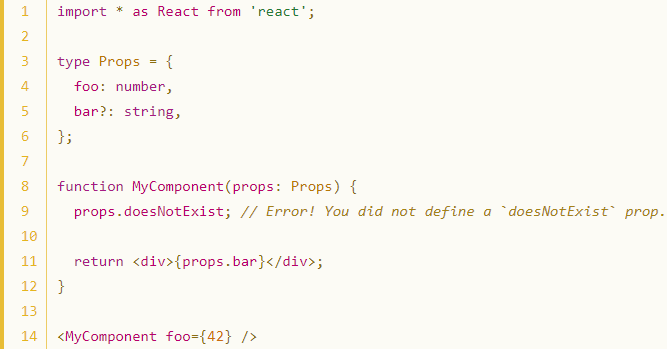 1 import * as React from 'react';
2
3 type Props = {
4   foo: number,
5   bar?: string,
6 };
7
8 function MyComponent(props: Props) {
9   props.doesNotExist; // Error! You did not define a `doesNotExist` prop.
10
11   return <div>{props.bar}</div>;
12 }
13
14 <MyComponent foo={42} />